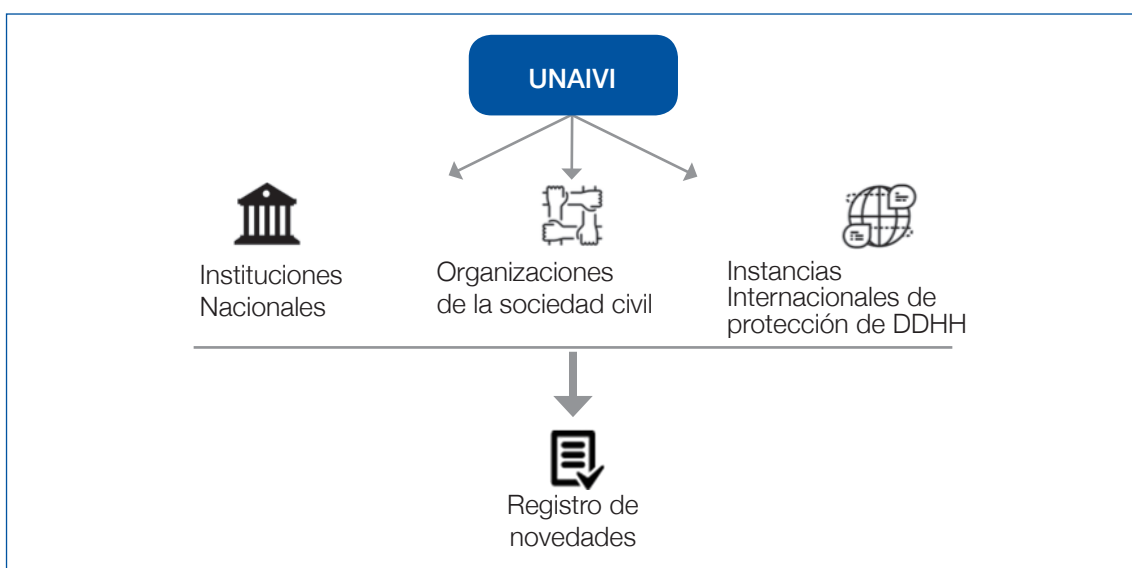 UNAIVI
Instituciones
Nacionales
Organizaciones
de la sociedad civil
Instancias
Internacionales de
protección de DDHH
Registro de
novedades